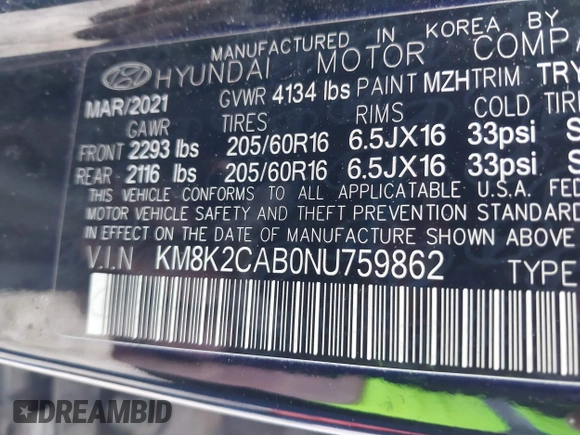 MANUFACTURED IN KOREA BY
HYUNDAI MOTOR COMPA
MAR/2021 GVWR 4134 lbs PAINT MZH TRIM TRY
GAWR TIRES RIMS COLD TIR
FRONT 2293 lbs 205/60R16 6.5JX16 33psi S
REAR 2116 lbs 205/60R16 6.5JX16 33psi S
THIS VEHICLE CONFORMS TO ALL APPLICATABLE U.S.A. FED
MOTOR VEHICLE SAFETY AND THEFT PREVENTION STANDARD
IN EFFECT ON THE DATE OF MANUFACTURE SHOWN ABOVE
V.I.N KM8K2CAB0NU759862 TYPE
DREAMBID